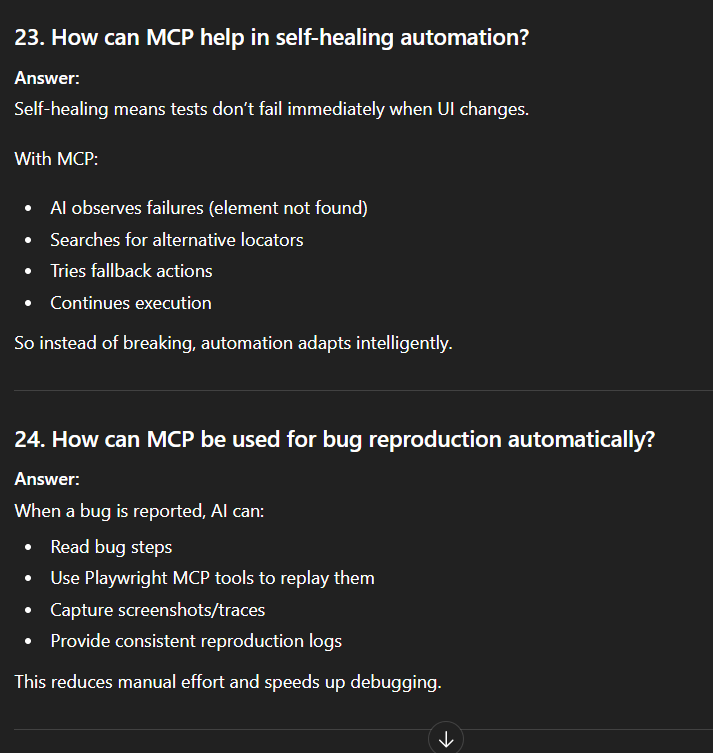 23. How can MCP help in self-healing automation?
Answer:
Self-healing means tests don’t fail immediately when UI changes.
With MCP:
• AI observes failures (element not found)
• Searches for alternative locators
• Tries fallback actions
• Continues execution
So instead of breaking, automation adapts intelligently.
24. How can MCP be used for bug reproduction automatically?
Answer:
When a bug is reported, AI can:
• Read bug steps
• Use Playwright MCP tools to replay them
• Capture screenshots/traces
• Provide consistent reproduction logs
This reduces manual effort and speeds up debugging.